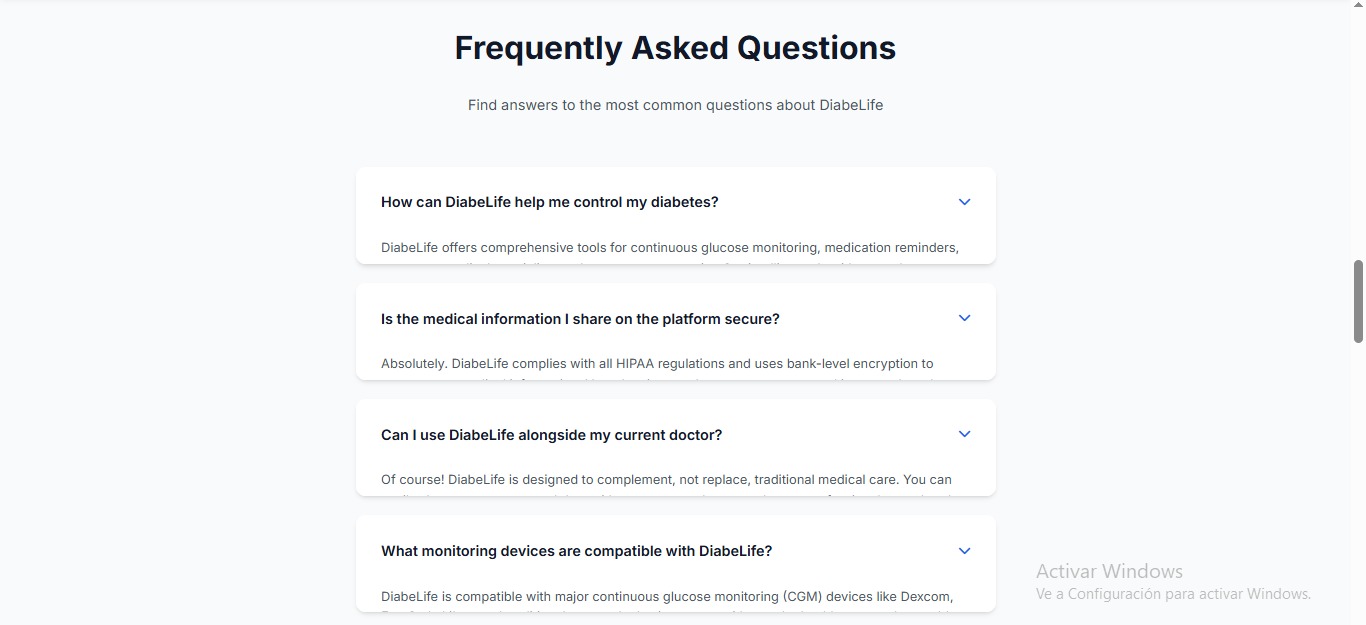 Frequently Asked Questions
Find answers to the most common questions about DiabeLife
How can DiabeLife help me control my diabetes?
DiabeLife offers comprehensive tools for continuous glucose monitoring, medication reminders,
Is the medical information I share on the platform secure?
Absolutely. DiabeLife complies with all HIPAA regulations and uses bank-level encryption to
Can I use DiabeLife alongside my current doctor?
Of course! DiabeLife is designed to complement, not replace, traditional medical care. You can
What monitoring devices are compatible with DiabeLife?
DiabeLife is compatible with major continuous glucose monitoring (CGM) devices like Dexcom,
Activar Windows
Ve a Configuración para activar Windows.